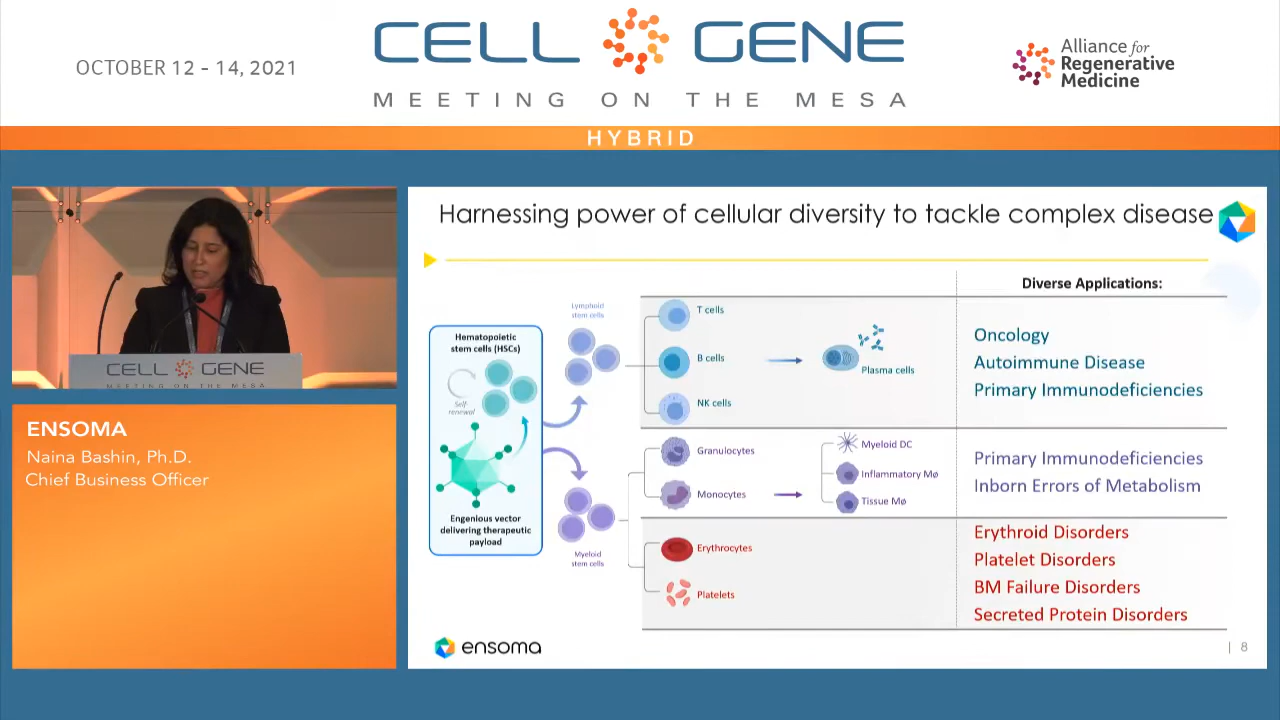 OCTOBER 12 - 14, 2021
CELL GENE
MEETING ON THE MESA
Alliance for
Regenerative
Medicine
HYBRID
CELL GENE
MEETING ON THE MESA
ENSOMA
Naina Bashin, Ph.D.
Chief Business Officer
Harnessing power of cellular diversity to tackle complex disease
Diverse Applications:
Hematopoietic
stem cells (HSCs)
Self-
renewal
Engenious vector
delivering therapeutic
payload
Lymphoid
stem cells
Myeloid
stem cells
T cells
B cells
NK cells
Plasma cells
Oncology
Autoimmune Disease
Primary Immunodeficiencies
Granulocytes
Monocytes
Myeloid DC
Inflammatory Mø
Tissue Mø
Primary Immunodeficiencies
Inborn Errors of Metabolism
Erythrocytes
Platelets
Erythroid Disorders
Platelet Disorders
BM Failure Disorders
Secreted Protein Disorders
ensoma
| 8